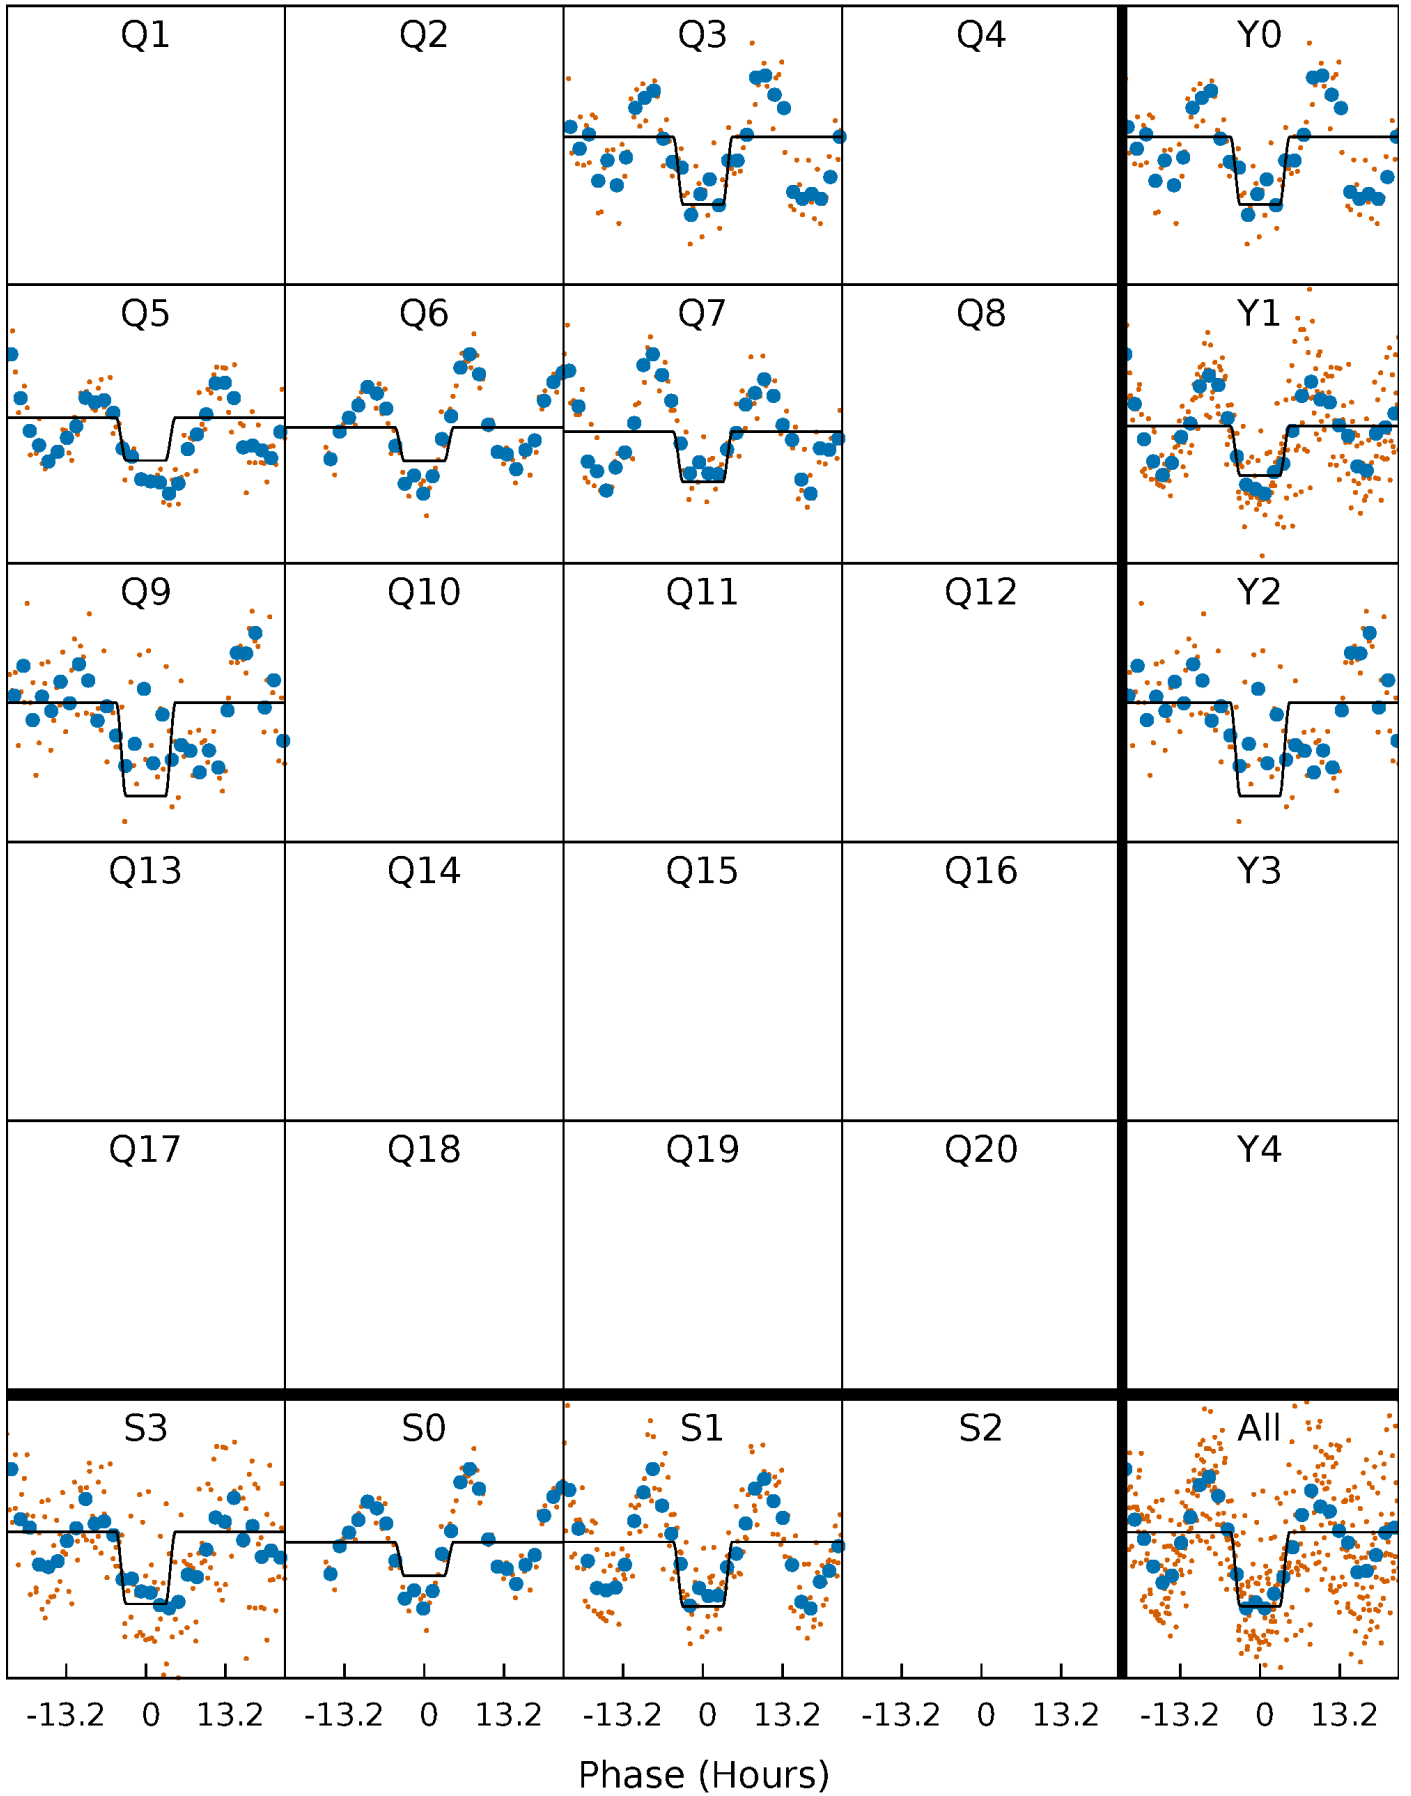 Q1 Q2 Q3 Q4 Y0
Q5 Q6 Q7 Q8 Y1
Q9 Q10 Q11 Q12 Y2
Q13 Q14 Q15 Q16 Y3
Q17 Q18 Q19 Q20 Y4
S3 S0 S1 S2 All
-13.2 0 13.2 -13.2 0 13.2 -13.2 0 13.2 -13.2 0 13.2 -13.2 0 13.2
Phase (Hours)